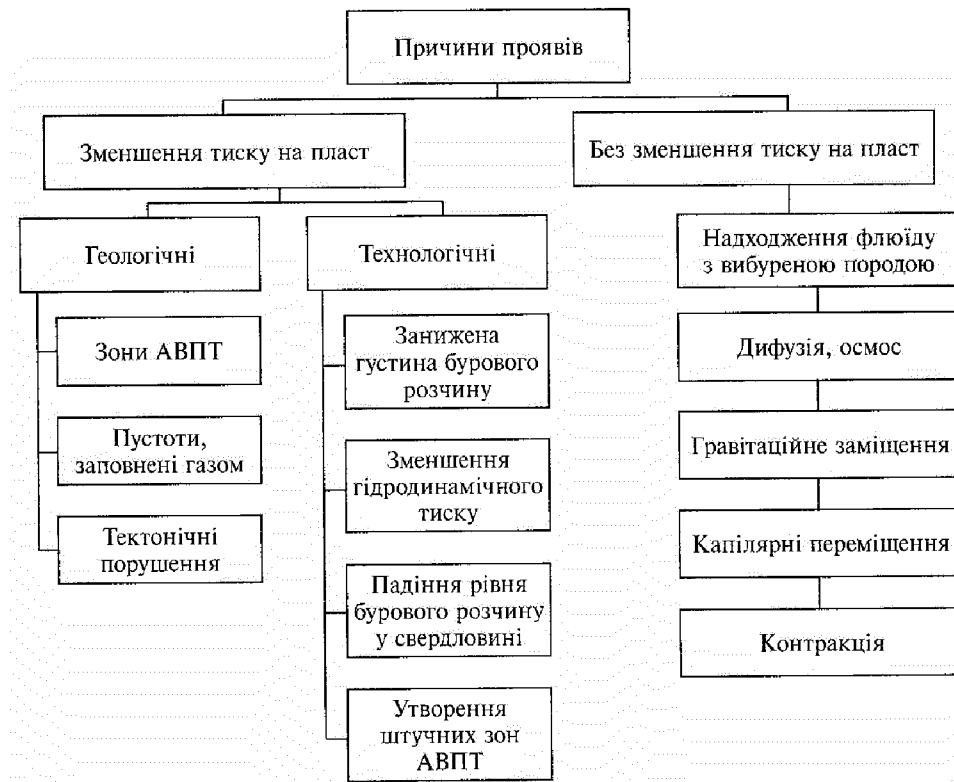 Причини проявів
Зменшення тиску на пласт
Без зменшення тиску на пласт
Геологічні
Технологічні
Надходження флюїду
з вибуреною породою
Зони АВПТ
Пустоти,
заповнені газом
Тектонічні
порушення
Занижена
густина бурового
розчину
Зменшення
гідродинамічного
тиску
Падіння рівня
бурового розчину
у свердловині
Утворення
штучних зон
АВПТ
Дифузія, осмос
Гравітаційне заміщення
Капілярні переміщення
Контракція